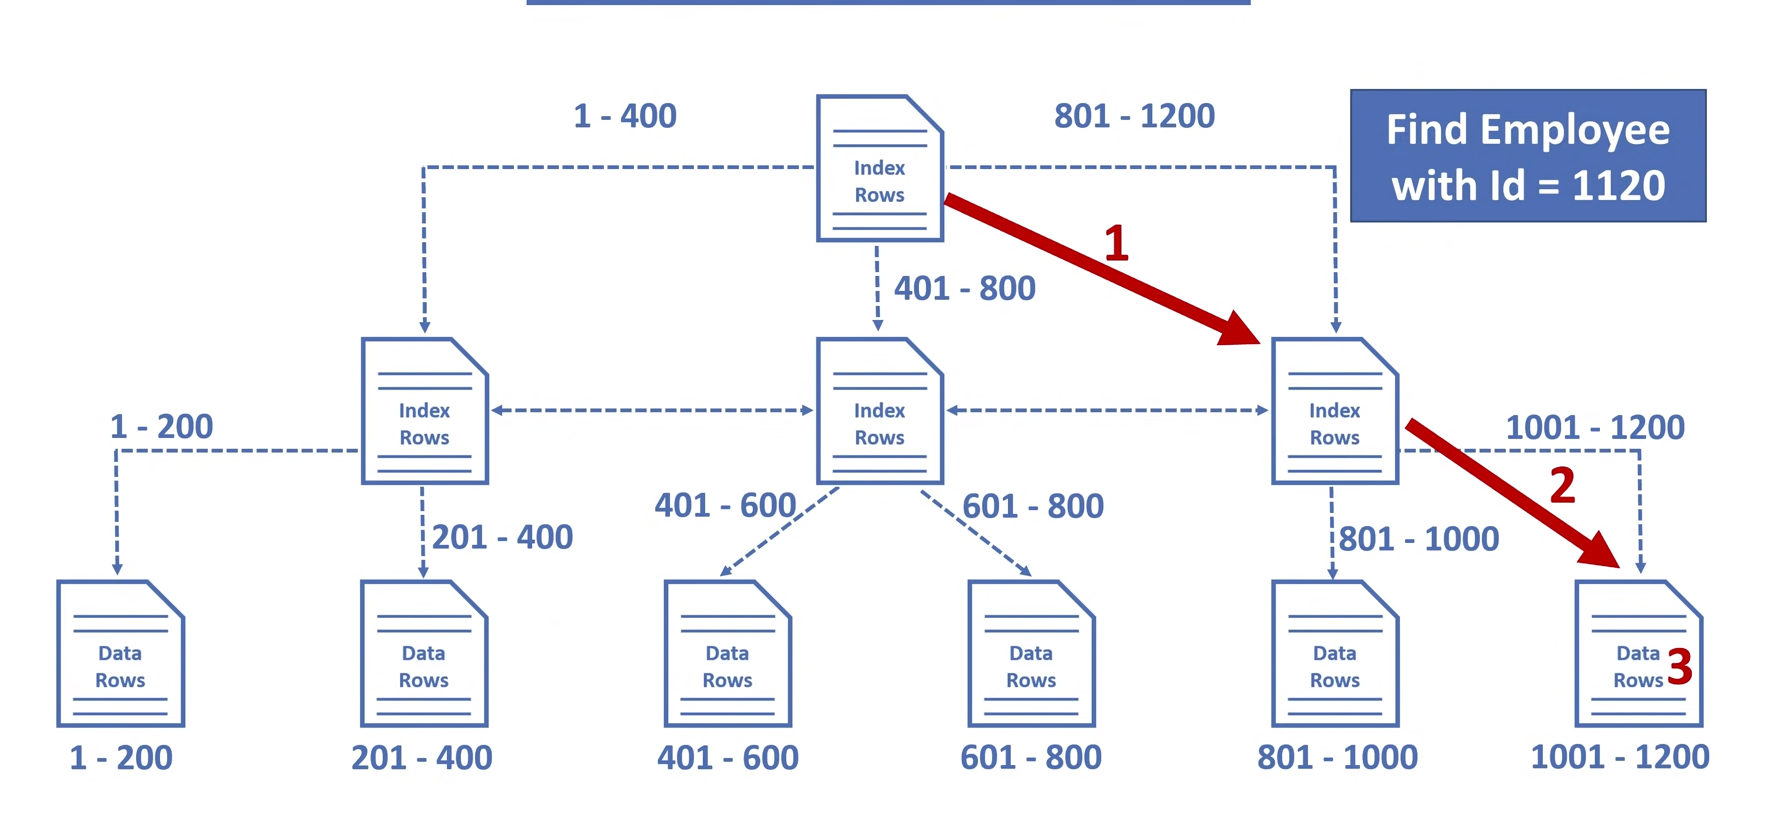 1 - 400
801 - 1200
Find Employee
with Id = 1120
Index
Rows
1
401 - 800
Index
Rows
Index
Rows
Index
Rows
1 - 200
1001 - 1200
2
201 - 400
401 - 600
601 - 800
801 - 1000
Data
Rows
Data
Rows
Data
Rows
Data
Rows
Data
Rows
Data
Rows
3
1 - 200
201 - 400
401 - 600
601 - 800
801 - 1000
1001 - 1200